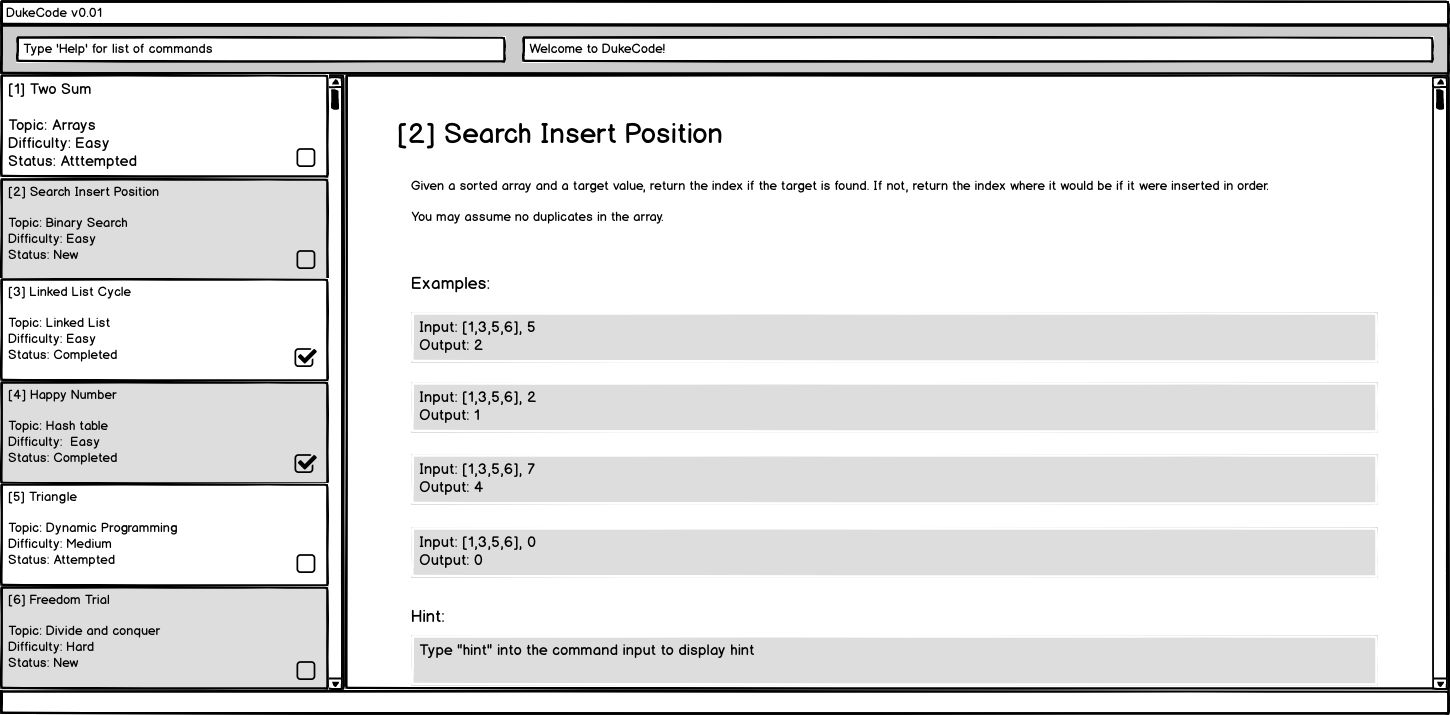 DukeCode v0.01
Type 'Help' for list of commands
Welcome to DukeCode!
[1] Two Sum
Topic: Arrays
Difficulty: Easy
Status: Atttempted
[2] Search Insert Position
Topic: Binary Search
Difficulty: Easy
Status: New
[3] Linked List Cycle
Topic: Linked List
Difficulty: Easy
Status: Completed
[4] Happy Number
Topic: Hash table
Difficulty:  Easy
Status: Completed
[5] Triangle
Topic: Dynamic Programming
Difficulty: Medium
Status: Attempted
[6] Freedom Trial
Topic: Divide and conquer
Difficulty: Hard
Status: New
[2] Search Insert Position
Given a sorted array and a target value, return the index if the target is found. If not, return the index where it would be if it were inserted in order.
You may assume no duplicates in the array.
Examples:
Input: [1,3,5,6], 5
Output: 2
Input: [1,3,5,6], 2
Output: 1
Input: [1,3,5,6], 7
Output: 4
Input: [1,3,5,6], 0
Output: 0
Hint:
Type "hint" into the command input to display hint